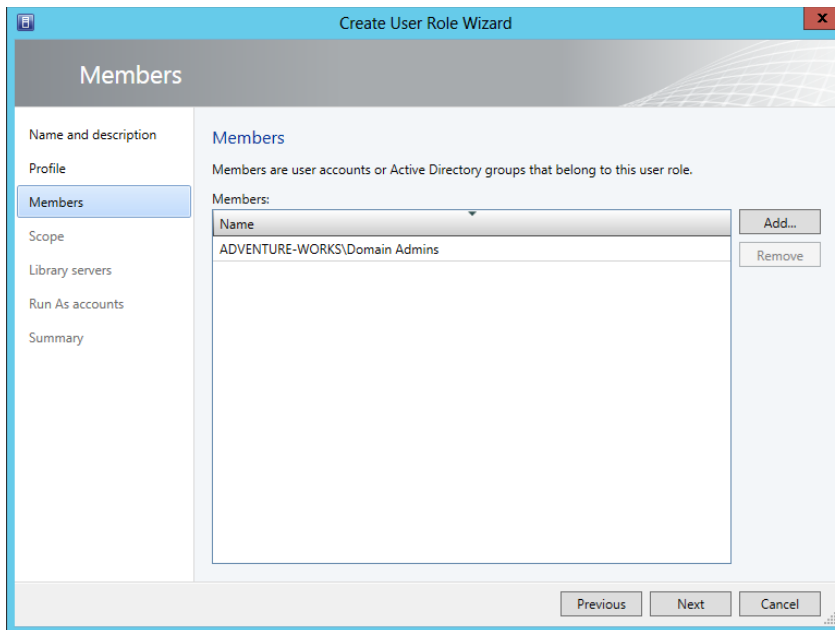 Create User Role Wizard
x
Members
Name and description
Profile
Members
Scope
Library servers
Run As accounts
Summary
Members
Members are user accounts or Active Directory groups that belong to this user role.
Members:
Name
ADVENTURE-WORKS\Domain Admins
Add...
Remove
Previous
Next
Cancel